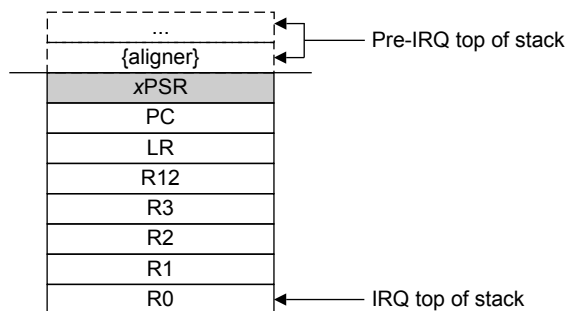 ...
Pre-IRQ top of stack
{aligner}
xPSR
PC
LR
R12
R3
R2
R1
R0
IRQ top of stack